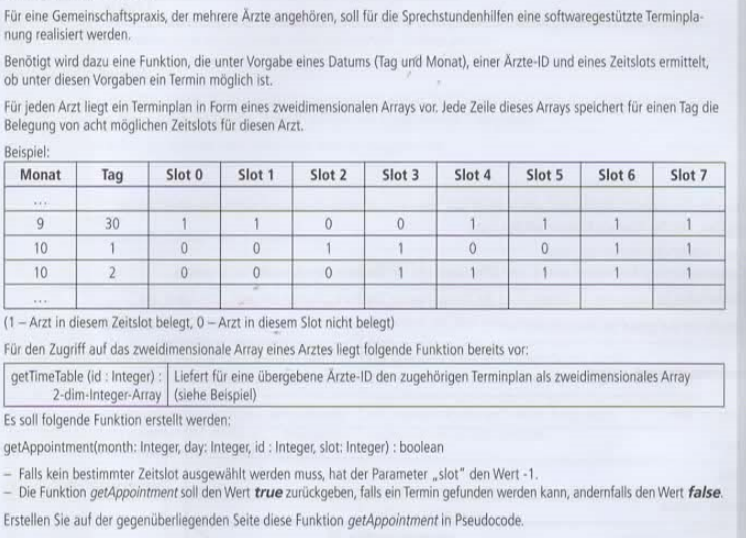 Für eine Gemeinschaftspraxis, der mehrere Ärzte angehören, soll für die Sprechstundenhilfen eine softwaregestützte Terminpla-
nung realisiert werden.
Benötigt wird dazu eine Funktion, die unter Vorgabe eines Datums (Tag und Monat), einer Ärzte-ID und eines Zeitslots ermittelt,
ob unter diesen Vorgaben ein Termin möglich ist.
Für jeden Arzt liegt ein Terminplan in Form eines zweidimensionalen Arrays vor. Jede Zeile dieses Arrays speichert für einen Tag die
Belegung von acht möglichen Zeitslots für diesen Arzt.
Beispiel:
Monat Tag Slot 0 Slot 1 Slot 2 Slot 3 Slot 4 Slot 5 Slot 6 Slot 7
...
9 30 1 1 0 0 1 1 1 1
10 1 0 0 1 1 0 0 1 1
10 2 0 0 0 1 1 1 1 1
...
(1 – Arzt in diesem Zeitslot belegt, 0 – Arzt in diesem Slot nicht belegt)
Für den Zugriff auf das zweidimensionale Array eines Arztes liegt folgende Funktion bereits vor:
getTimeTable (id : Integer) : Liefert für eine übergebene Ärzte-ID den zugehörigen Terminplan als zweidimensionales Array
2-dim-Integer-Array (siehe Beispiel)
Es soll folgende Funktion erstellt werden:
getAppointment(month: Integer, day: Integer, id : Integer, slot: Integer) : boolean
– Falls kein bestimmter Zeitslot ausgewählt werden muss, hat der Parameter „slot" den Wert -1.
– Die Funktion getAppointment soll den Wert true zurückgeben, falls ein Termin gefunden werden kann, andernfalls den Wert false.
Erstellen Sie auf der gegenüberliegenden Seite diese Funktion getAppointment in Pseudocode.